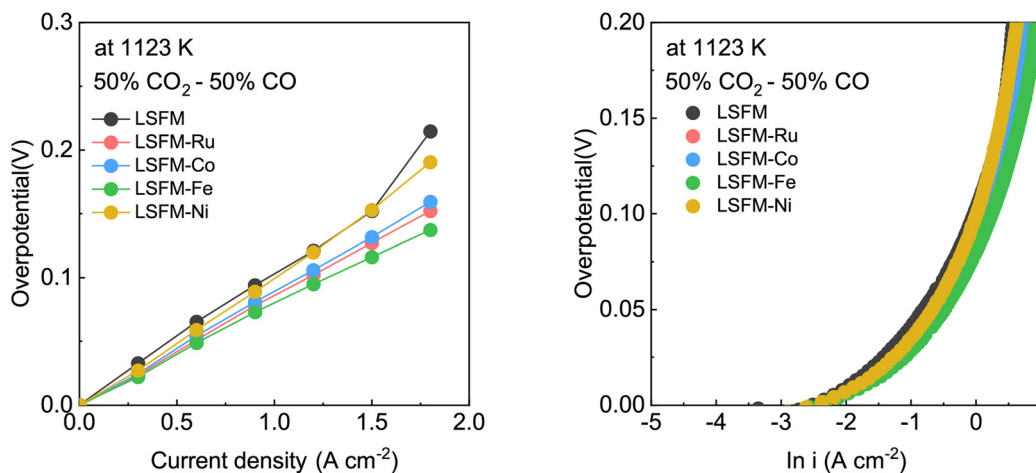 at 1123 K
50% CO₂ - 50% CO
LSFM
LSFM-Ru
LSFM-Co
LSFM-Fe
LSFM-Ni
Overpotential(V)
0.3
0.2
0.1
0.0
0.0
0.5
1.0
1.5
2.0
Current density (A cm⁻²)
at 1123 K
50% CO₂ - 50% CO
LSFM
LSFM-Ru
LSFM-Co
LSFM-Fe
LSFM-Ni
Overpotential(V)
0.20
0.15
0.10
0.05
0.00
-5
-4
-3
-2
-1
0
ln i (A cm⁻²)